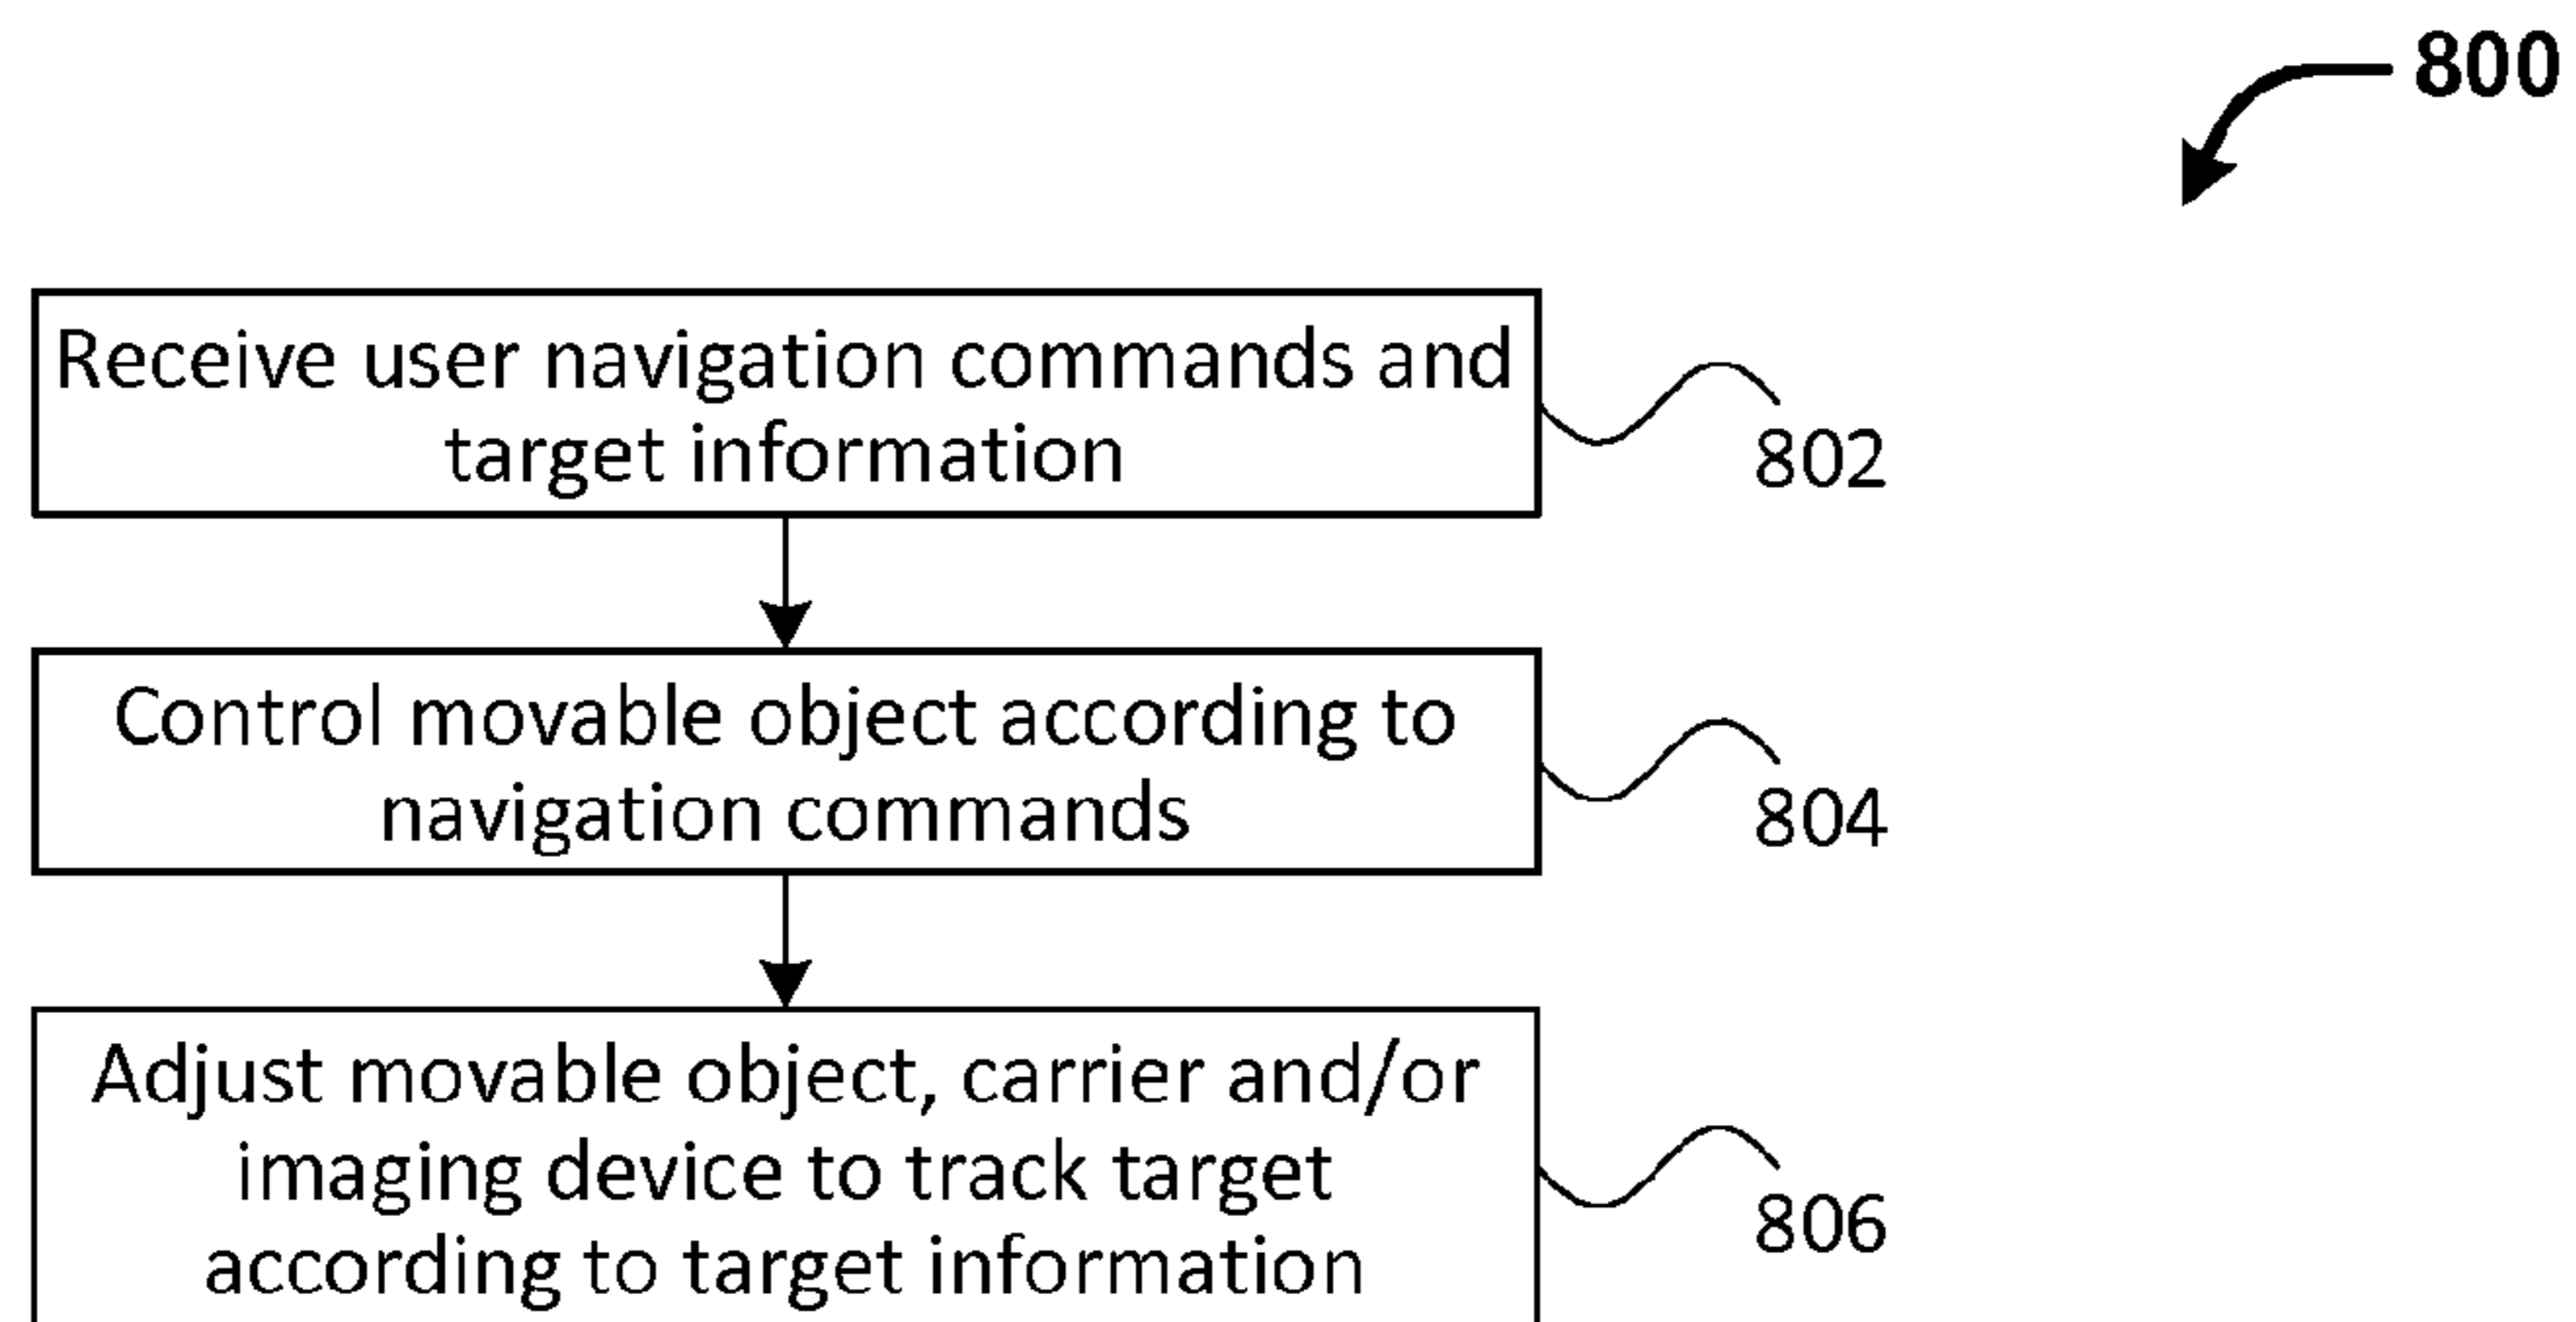 800
Receive user navigation commands and
target information
802
Control movable object according to
navigation commands
804
Adjust movable object, carrier and/or
imaging device to track target
according to target information
806